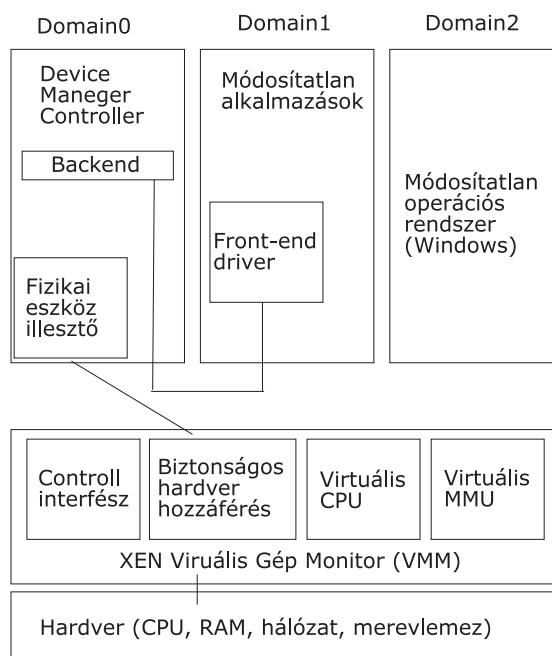 Domain0
Domain1
Domain2
Device
Maneger
Controller
Backend
Fizikai
eszköz
illesztő
Módosítatlan
alkalmazások
Front-end
driver
Módosítatlan
operációs
rendszer
(Windows)
Controll
interfész
Biztonságos
hardver
hozzáférés
Virtuális
CPU
Virtuális
MMU
XEN Viruális Gép Monitor (VMM)
Hardver (CPU, RAM, hálózat, merevlemez)